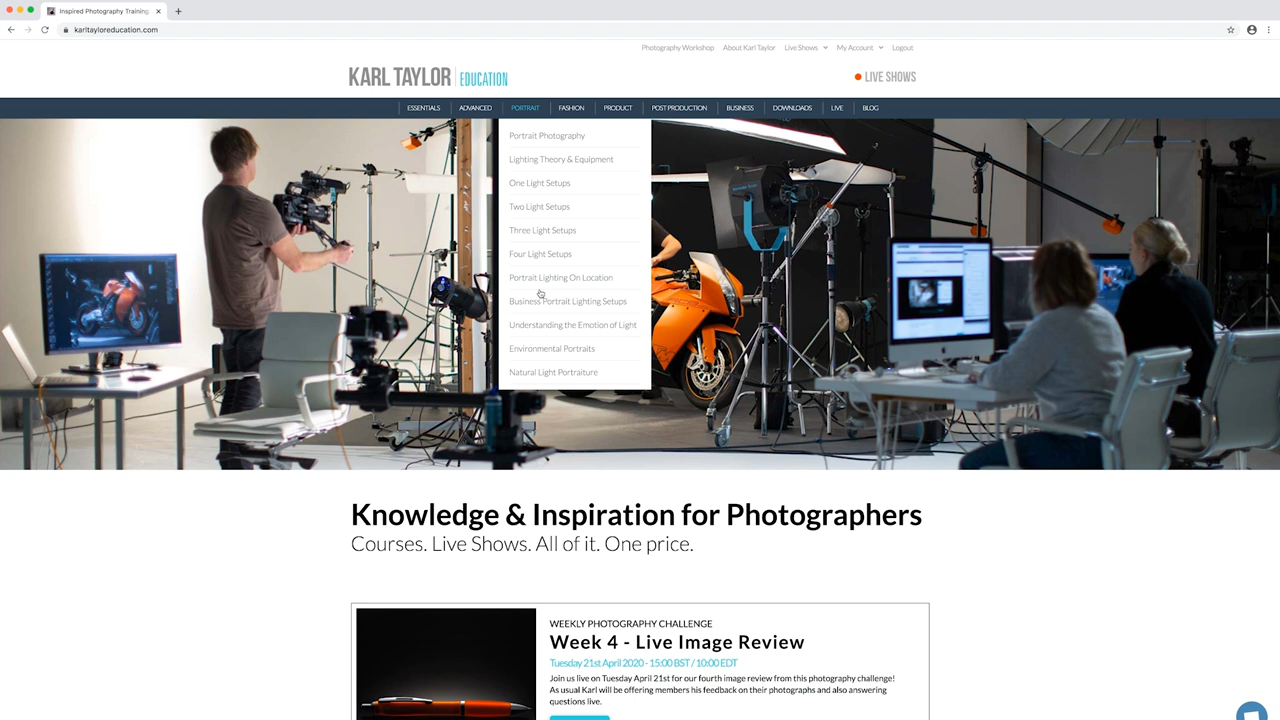 Inspired Photography Training
karltayloreducation.com
Photography Workshop About Karl Taylor Live Shows My Account Logout
KARL TAYLOR EDUCATION
LIVE SHOWS
ESSENTIALS ADVANCED PORTRAIT FASHION PRODUCT POST PRODUCTION BUSINESS DOWNLOADS LIVE BLOG
Portrait Photography
Lighting Theory & Equipment
One Light Setups
Two Light Setups
Three Light Setups
Four Light Setups
Portrait Lighting On Location
Business Portrait Lighting Setups
Understanding the Emotion of Light
Environmental Portraits
Natural Light Portraiture
Knowledge & Inspiration for Photographers
Courses. Live Shows. All of it. One price.
WEEKLY PHOTOGRAPHY CHALLENGE
Week 4 - Live Image Review
Tuesday 21st April 2020 - 15:00 BST / 10:00 EDT
Join us live on Tuesday April 21st for our fourth image review from this photography challenge!
As usual Karl will be offering members his feedback on their photographs and also answering
questions live.